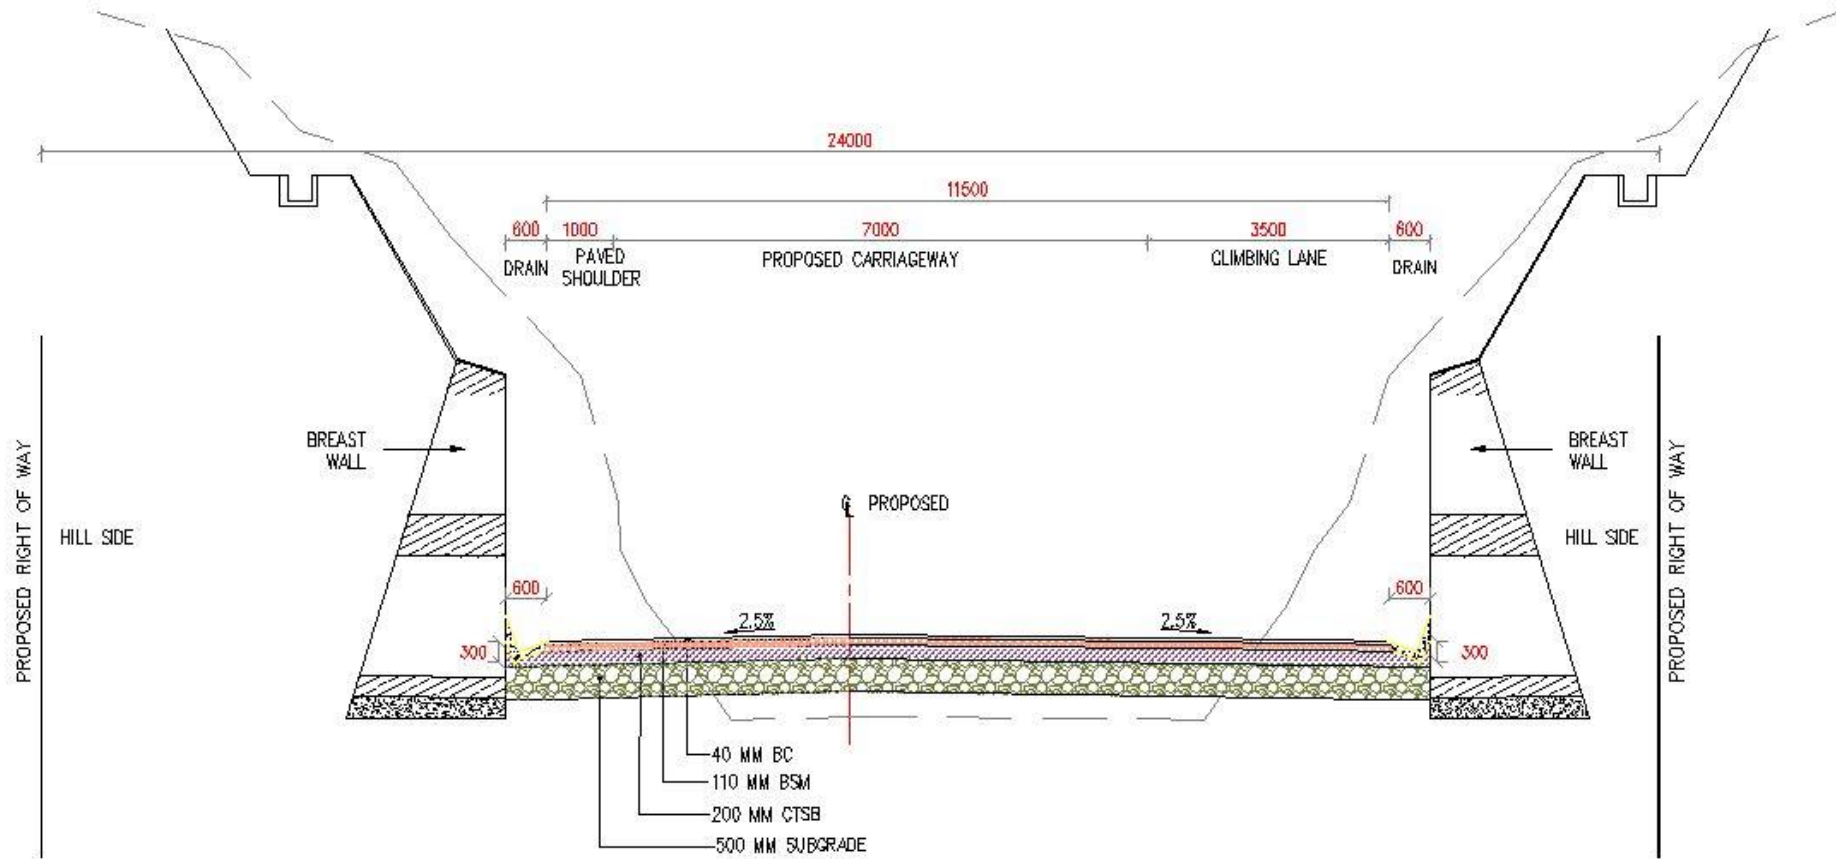 24000
11500
600 1000 7000 3500 600
DRAIN PAVED SHOULDER PROPOSED CARRIAGEWAY CLIMBING LANE DRAIN
BREAST
WALL
BREAST
WALL
PROPOSED RIGHT OF WAY
HILL SIDE
℄ PROPOSED
HILL SIDE
PROPOSED RIGHT OF WAY
600
600
2.5%
2.5%
300
300
40 MM BC
110 MM BSM
200 MM CTSB
500 MM SUBGRADE